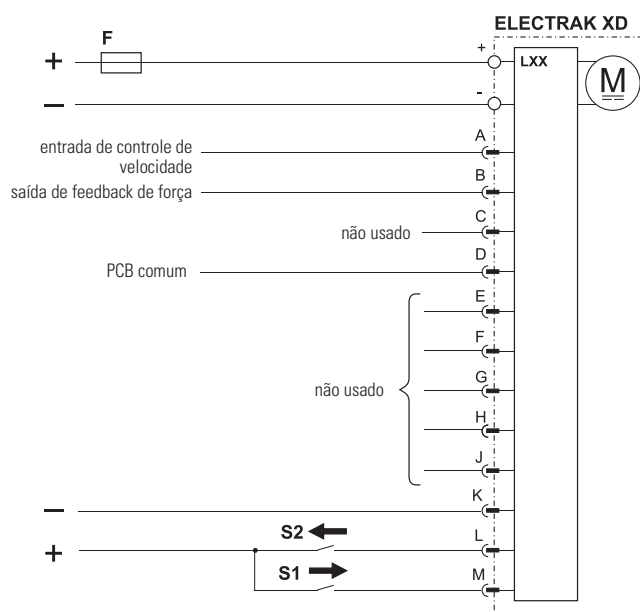 ELECTRAK XD
F
+
+
LXX
M
–
-
A
entrada de controle de
velocidade
B
saída de feedback de força
C
não usado
D
PCB comum
E
F
G
não usado
H
J
K
–
S2
L
+
S1
M